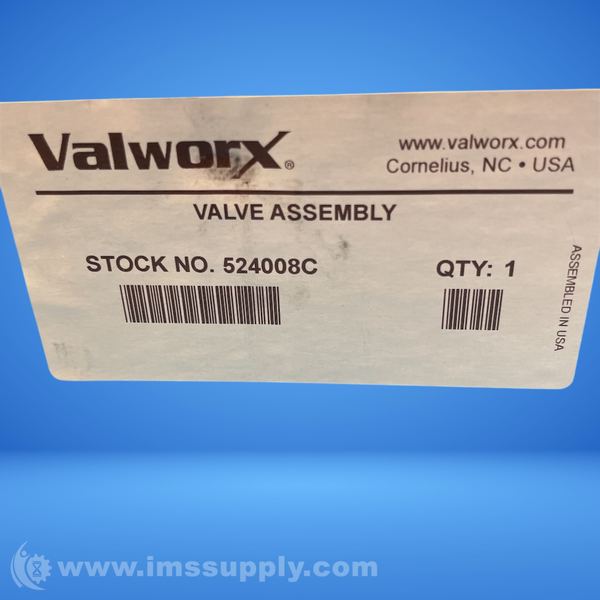 Valworx®
www.valworx.com
Cornelius, NC • USA
VALVE ASSEMBLY
STOCK NO. 524008C
QTY: 1
ASSEMBLED IN USA
www.imssupply.com